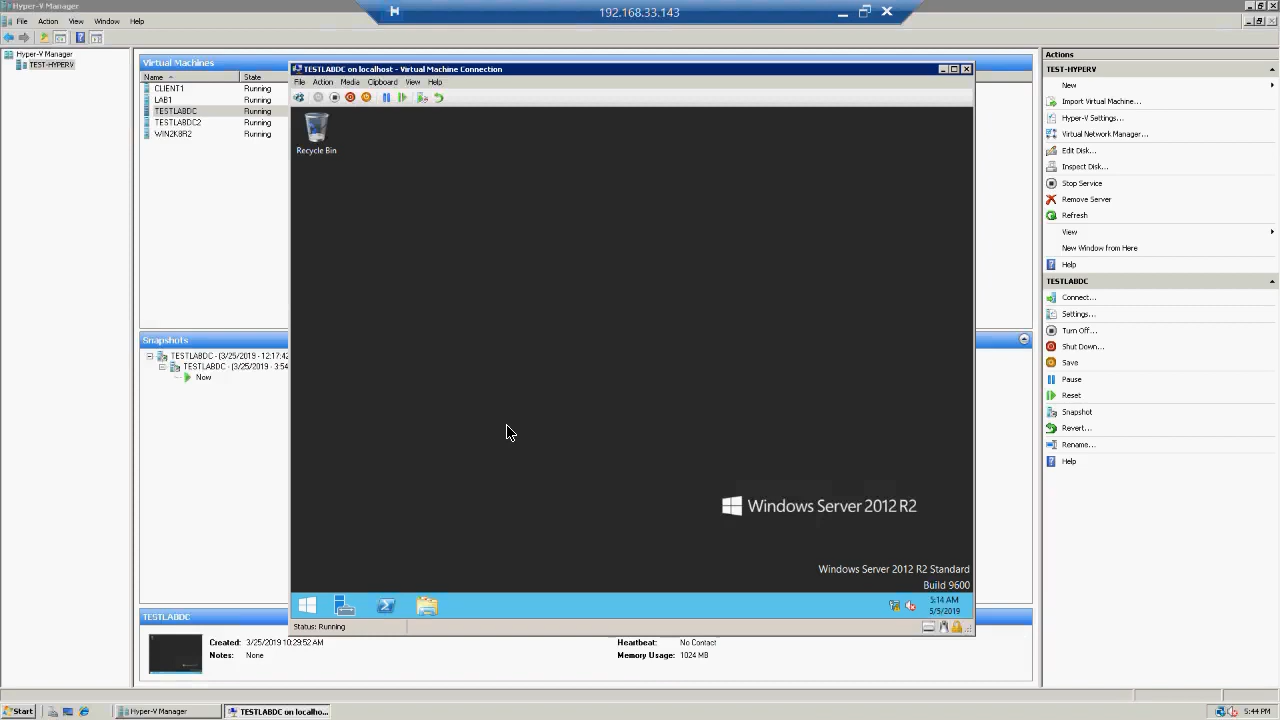 192.168.33.143
Hyper-V Manager
File Action View Window Help
Hyper-V Manager
TEST-HYPERV
Virtual Machines
Name State
CLIENT1 Running
LAB1 Running
TESTLABDC Running
TESTLABDC2 Running
WIN2K8R2 Running
Snapshots
TESTLABDC - (3/25/2019 - 12:17:42
TESTLABDC - (3/25/2019 - 3:54
Now
TESTLABDC
Created: 3/25/2019 10:29:52 AM
Notes: None
Heartbeat: No Contact
Memory Usage: 1024 MB
TESTLABDC on localhost - Virtual Machine Connection
File Action Media Clipboard View Help
Recycle Bin
Windows Server 2012 R2
Windows Server 2012 R2 Standard
Build 9600
5:14 AM
5/5/2019
Status: Running
Actions
TEST-HYPERV
New
Import Virtual Machine...
Hyper-V Settings...
Virtual Network Manager...
Edit Disk...
Inspect Disk...
Stop Service
Remove Server
Refresh
View
New Window from Here
Help
TESTLABDC
Connect...
Settings...
Turn Off...
Shut Down...
Save
Pause
Reset
Snapshot
Revert...
Rename...
Help
Start
Hyper-V Manager
TESTLABDC on localho...
5:44 PM